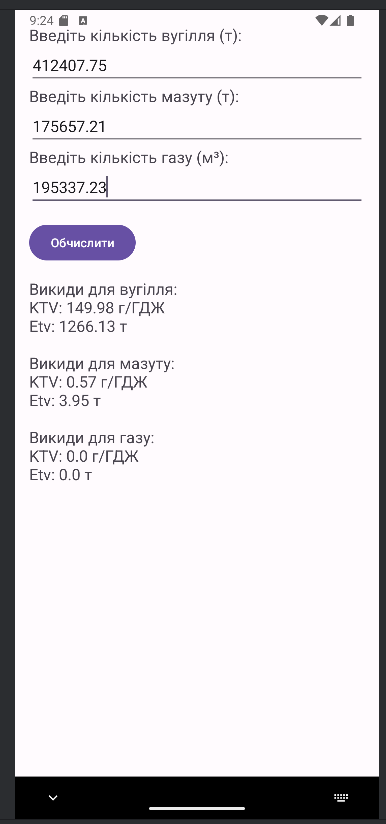 9:24
Введіть кількість вугілля (т):
412407.75
Введіть кількість мазуту (т):
175657.21
Введіть кількість газу (м³):
195337.23
Обчислити
Викиди для вугілля:
KTV: 149.98 г/ГДЖ
Etv: 1266.13 т
Викиди для мазуту:
KTV: 0.57 г/ГДЖ
Etv: 3.95 т
Викиди для газу:
KTV: 0.0 г/ГДЖ
Etv: 0.0 т